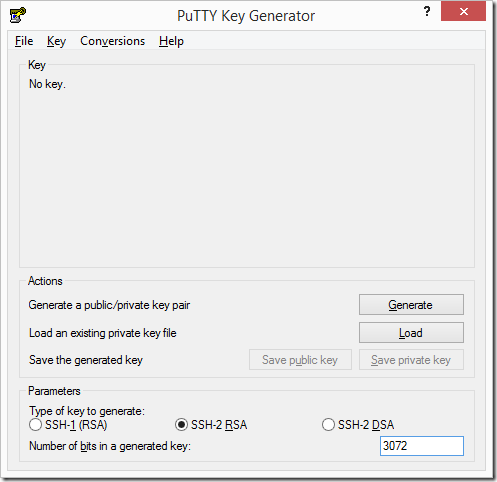 PuTTY Key Generator
?
File Key Conversions Help
Key
No key.
Actions
Generate a public/private key pair Generate
Load an existing private key file Load
Save the generated key Save public key Save private key
Parameters
Type of key to generate:
SSH-1 (RSA) SSH-2 RSA SSH-2 DSA
Number of bits in a generated key: 3072